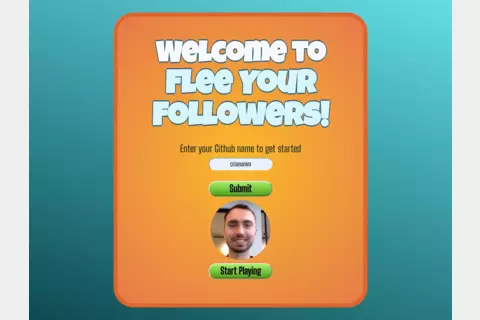 Welcome to
Flee Your
Followers!
Enter your Github name to get started
crianonim
Submit
Start Playing